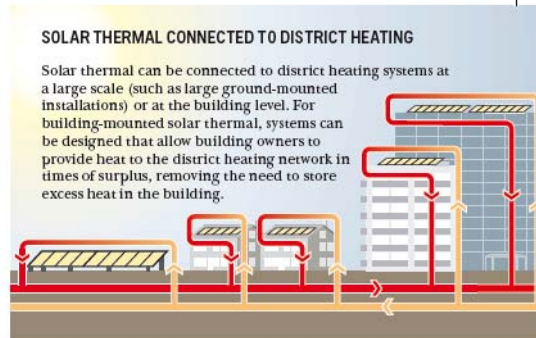 SOLAR THERMAL CONNECTED TO DISTRICT HEATING
Solar thermal can be connected to district heating systems at
a large scale (such as large ground-mounted
installations) or at the building level. For
building-mounted solar thermal, systems can
be designed that allow building owners to
provide heat to the district heating network in
times of surplus, removing the need to store
excess heat in the building.